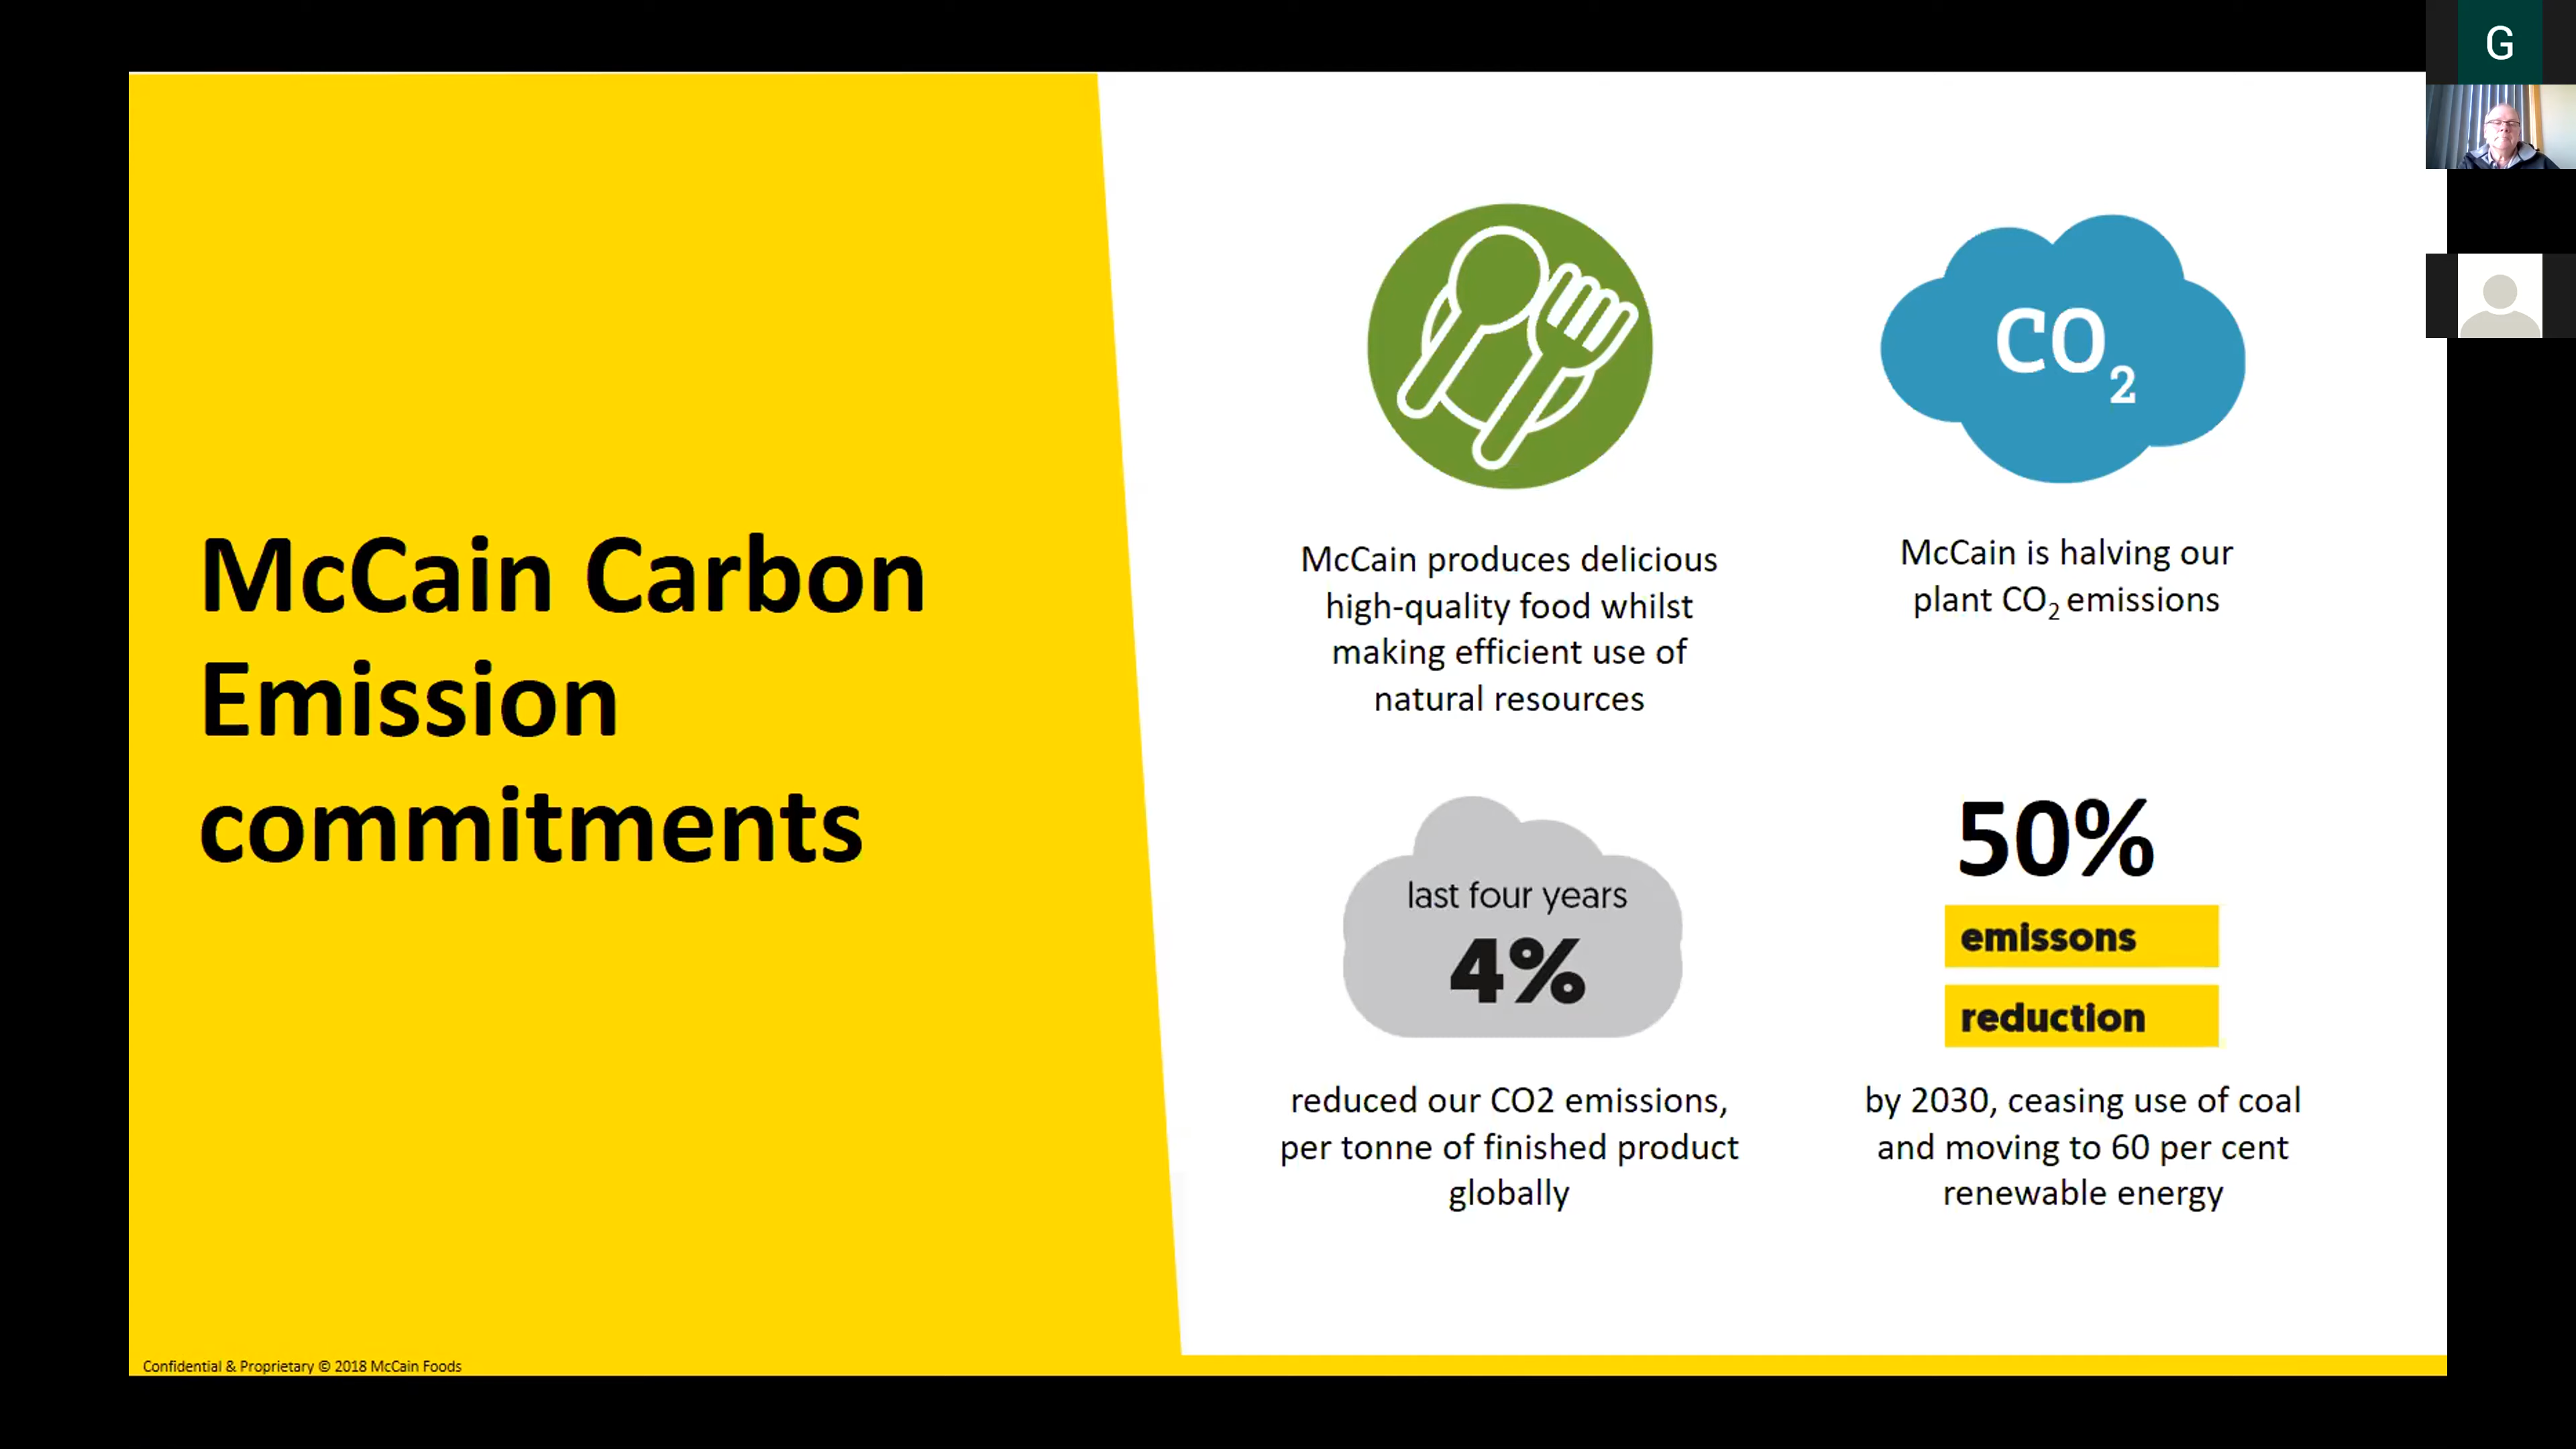 G
McCain Carbon
Emission
commitments
McCain produces delicious
high-quality food whilst
making efficient use of
natural resources
CO₂
McCain is halving our
plant CO₂ emissions
last four years
4%
reduced our CO2 emissions,
per tonne of finished product
globally
50%
emissons
reduction
by 2030, ceasing use of coal
and moving to 60 per cent
renewable energy
Confidential & Proprietary © 2018 McCain Foods